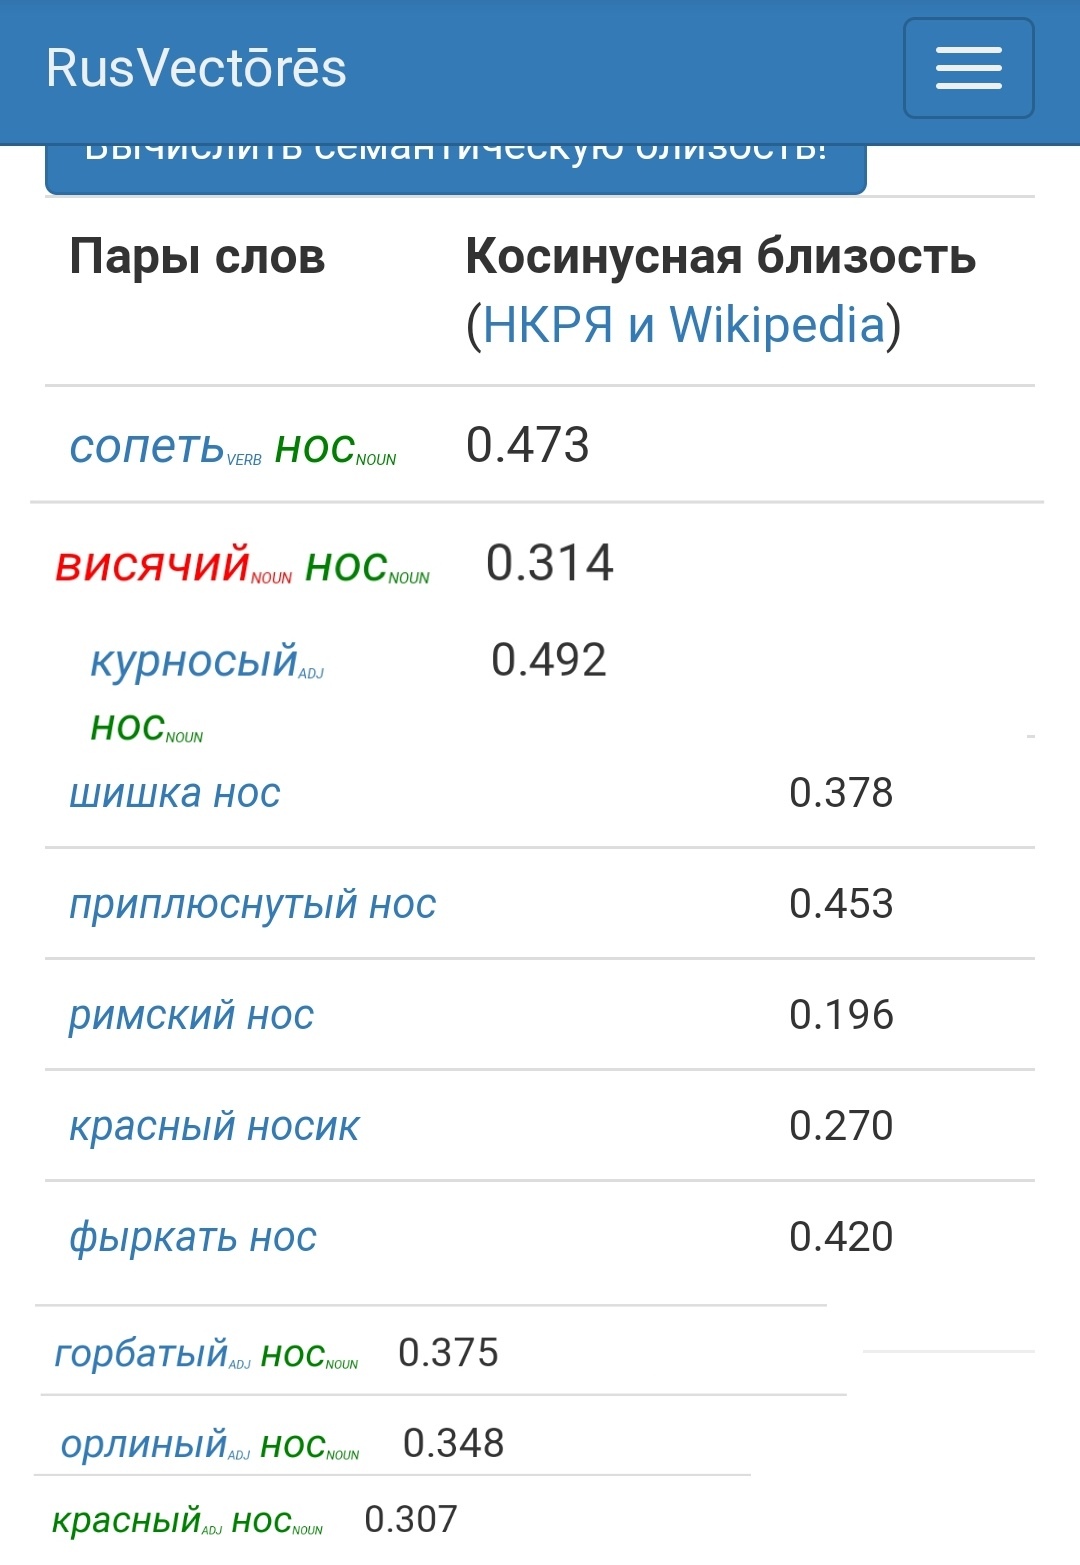 RusVectōrēs
Вычислить семантическую близость!
Пары слов Косинусная близость
(НКРЯ и Wikipedia)
сопеть VERB нос NOUN 0.473
висячий NOUN нос NOUN 0.314
курносый ADJ 0.492
нос NOUN
шишка нос 0.378
приплюснутый нос 0.453
римский нос 0.196
красный носик 0.270
фыркать нос 0.420
горбатый ADJ нос NOUN 0.375
орлиный ADJ нос NOUN 0.348
красный ADJ нос NOUN 0.307